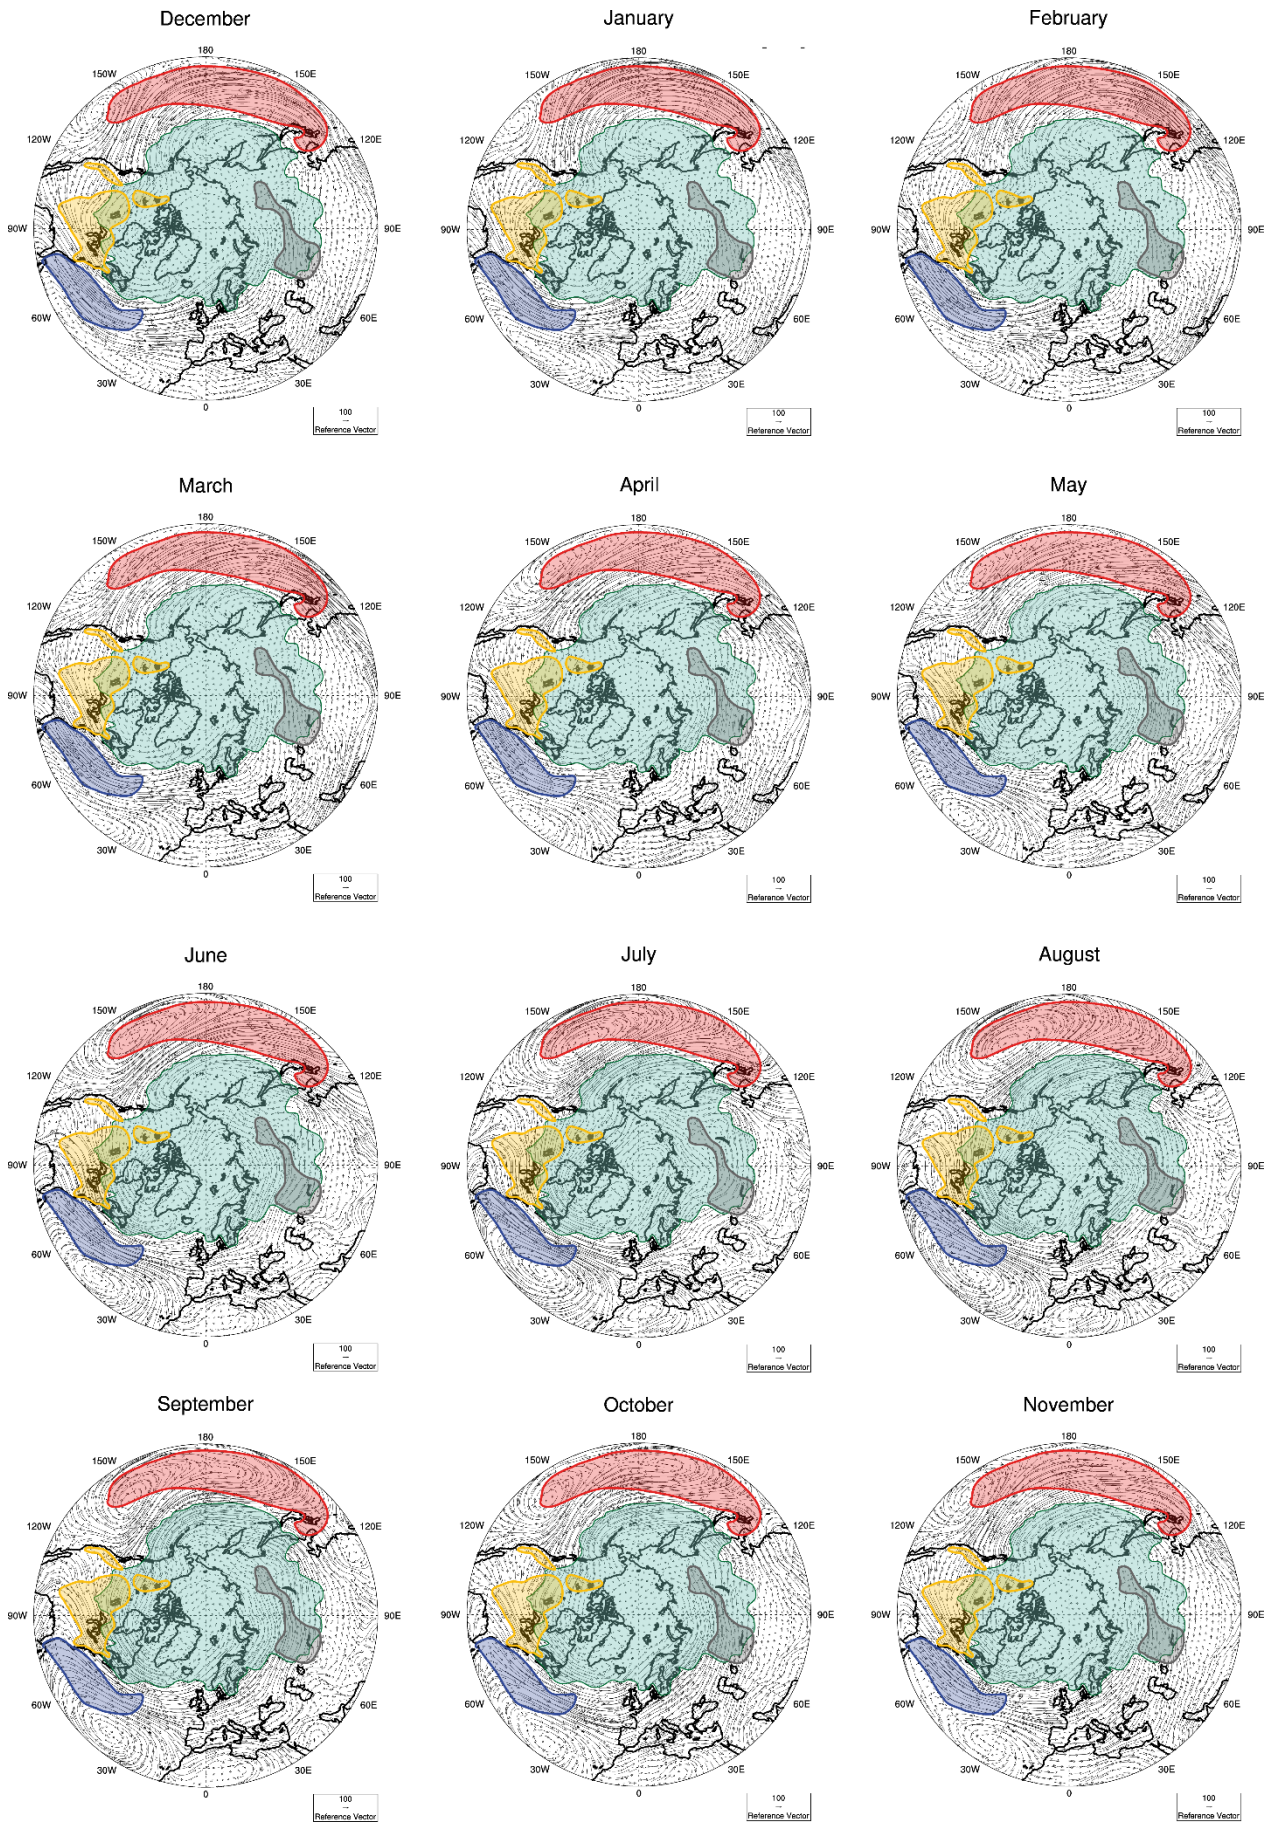 December January February
180 180 180
150W 150E 150W 150E 150W 150E
120W 120E 120W 120E 120W 120E
90W 90E 90W 90E 90W 90E
60W 60E 60W 60E 60W 60E
30W 30E 30W 30E 30W 30E
0 0 0
100 100 100
Reference Vector Reference Vector Reference Vector
March April May
180 180 180
150W 150E 150W 150E 150W 150E
120W 120E 120W 120E 120W 120E
90W 90E 90W 90E 90W 90E
60W 60E 60W 60E 60W 60E
30W 30E 30W 30E 30W 30E
0 0 0
100 100 100
Reference Vector Reference Vector Reference Vector
June July August
180 180 180
150W 150E 150W 150E 150W 150E
120W 120E 120W 120E 120W 120E
90W 90E 90W 90E 90W 90E
60W 60E 60W 60E 60W 60E
30W 30E 30W 30E 30W 30E
0 0 0
100 100 100
Reference Vector Reference Vector Reference Vector
September October November
180 180 180
150W 150E 150W 150E 150W 150E
120W 120E 120W 120E 120W 120E
90W 90E 90W 90E 90W 90E
60W 60E 60W 60E 60W 60E
30W 30E 30W 30E 30W 30E
0 0 0
100 100 100
Reference Vector Reference Vector Reference Vector